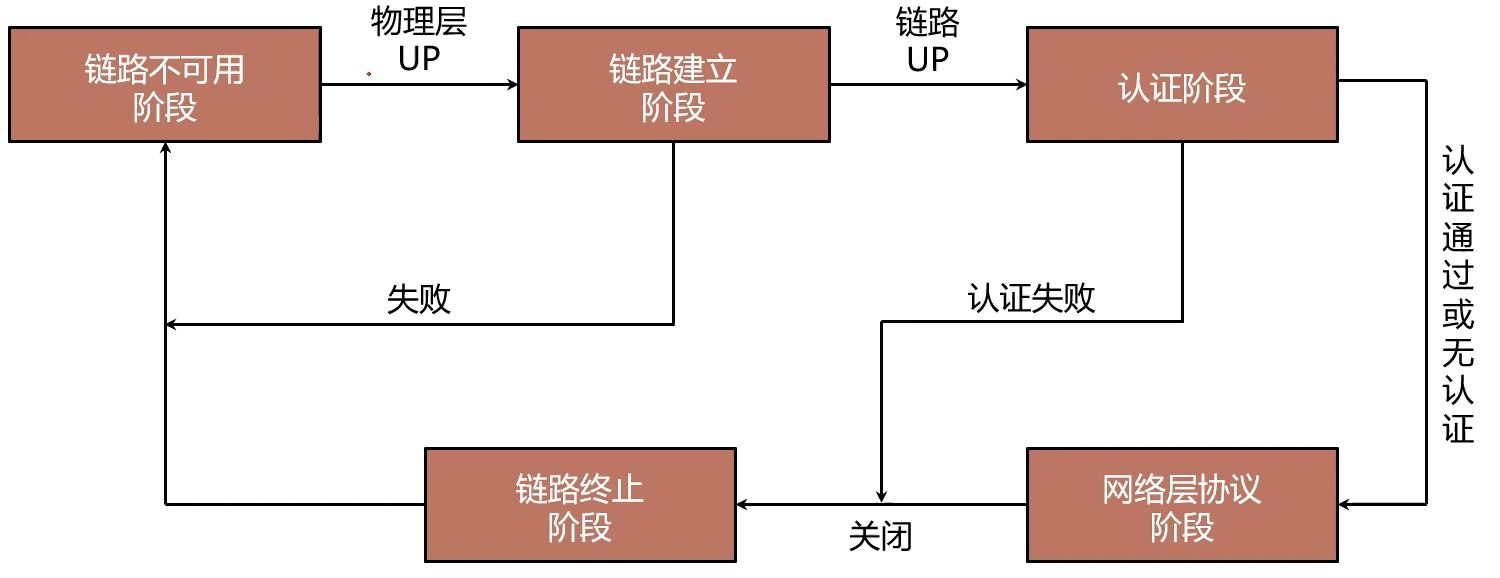 物理层
UP
链路
UP
链路不可用
阶段
链路建立
阶段
认证阶段
认证通过或无认证
失败
认证失败
链路终止
阶段
关闭
网络层协议
阶段